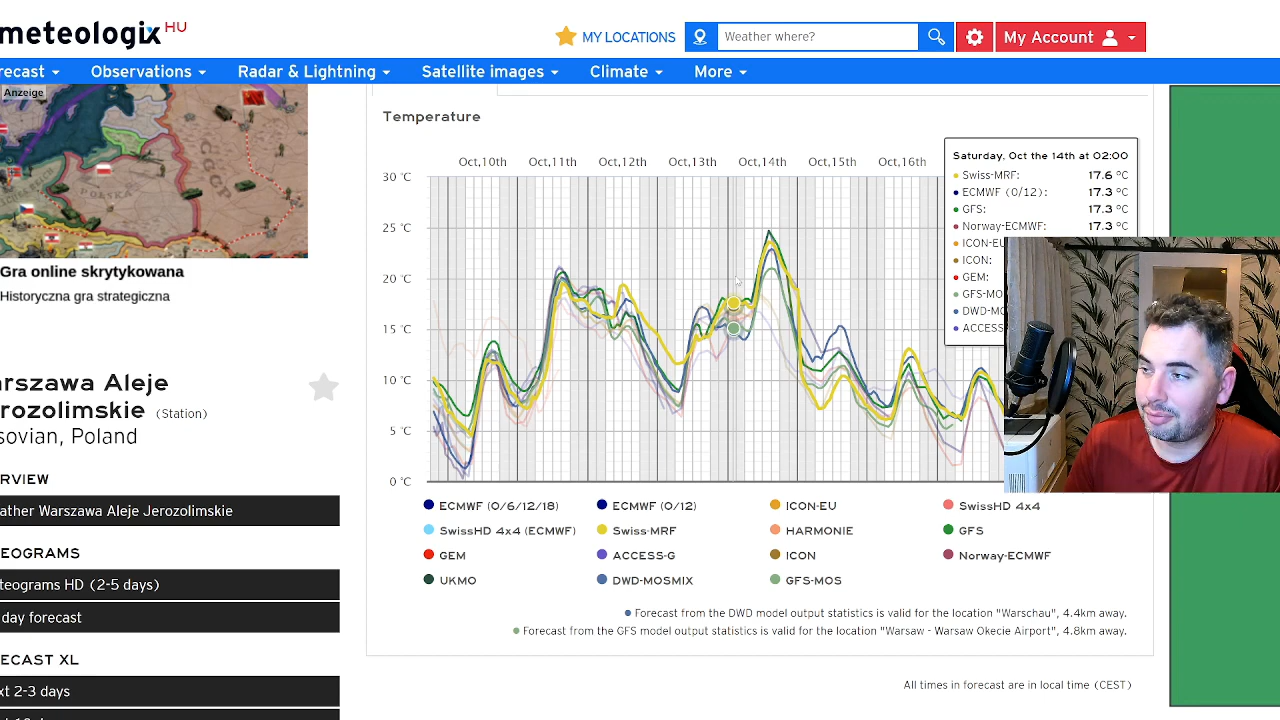 meteologix HU
MY LOCATIONS
Weather where?
My Account
recast
Observations
Radar & Lightning
Satellite images
Climate
More
Anzeige
Gra online skrytykowana
Historyczna gra strategiczna
arszawa Aleje
erozolimskie (Station)
sovian, Poland
RVIEW
ather Warszawa Aleje Jerozolimskie
EOGRAMS
teograms HD (2-5 days)
day forecast
ECAST XL
xt 2-3 days
Temperature
Oct,10th Oct,11th Oct,12th Oct,13th Oct,14th Oct,15th Oct,16th
30 °C
25 °C
20 °C
15 °C
10 °C
5 °C
0 °C
Saturday, Oct the 14th at 02:00
Swiss-MRF: 17.6 °C
ECMWF (0/12): 17.3 °C
GFS: 17.3 °C
Norway-ECMWF: 17.3 °C
ICON-EU
ICON:
GEM:
GFS-MO
DWD-MO
ACCESS
ECMWF (0/6/12/18) ECMWF (0/12) ICON-EU SwissHD 4x4
SwissHD 4x4 (ECMWF) Swiss-MRF HARMONIE GFS
GEM ACCESS-G ICON Norway-ECMWF
UKMO DWD-MOSMIX GFS-MOS
Forecast from the DWD model output statistics is valid for the location "Warschau", 4.4km away.
Forecast from the GFS model output statistics is valid for the location "Warsaw - Warsaw Okecie Airport", 4.8km away.
All times in forecast are in local time (CEST)